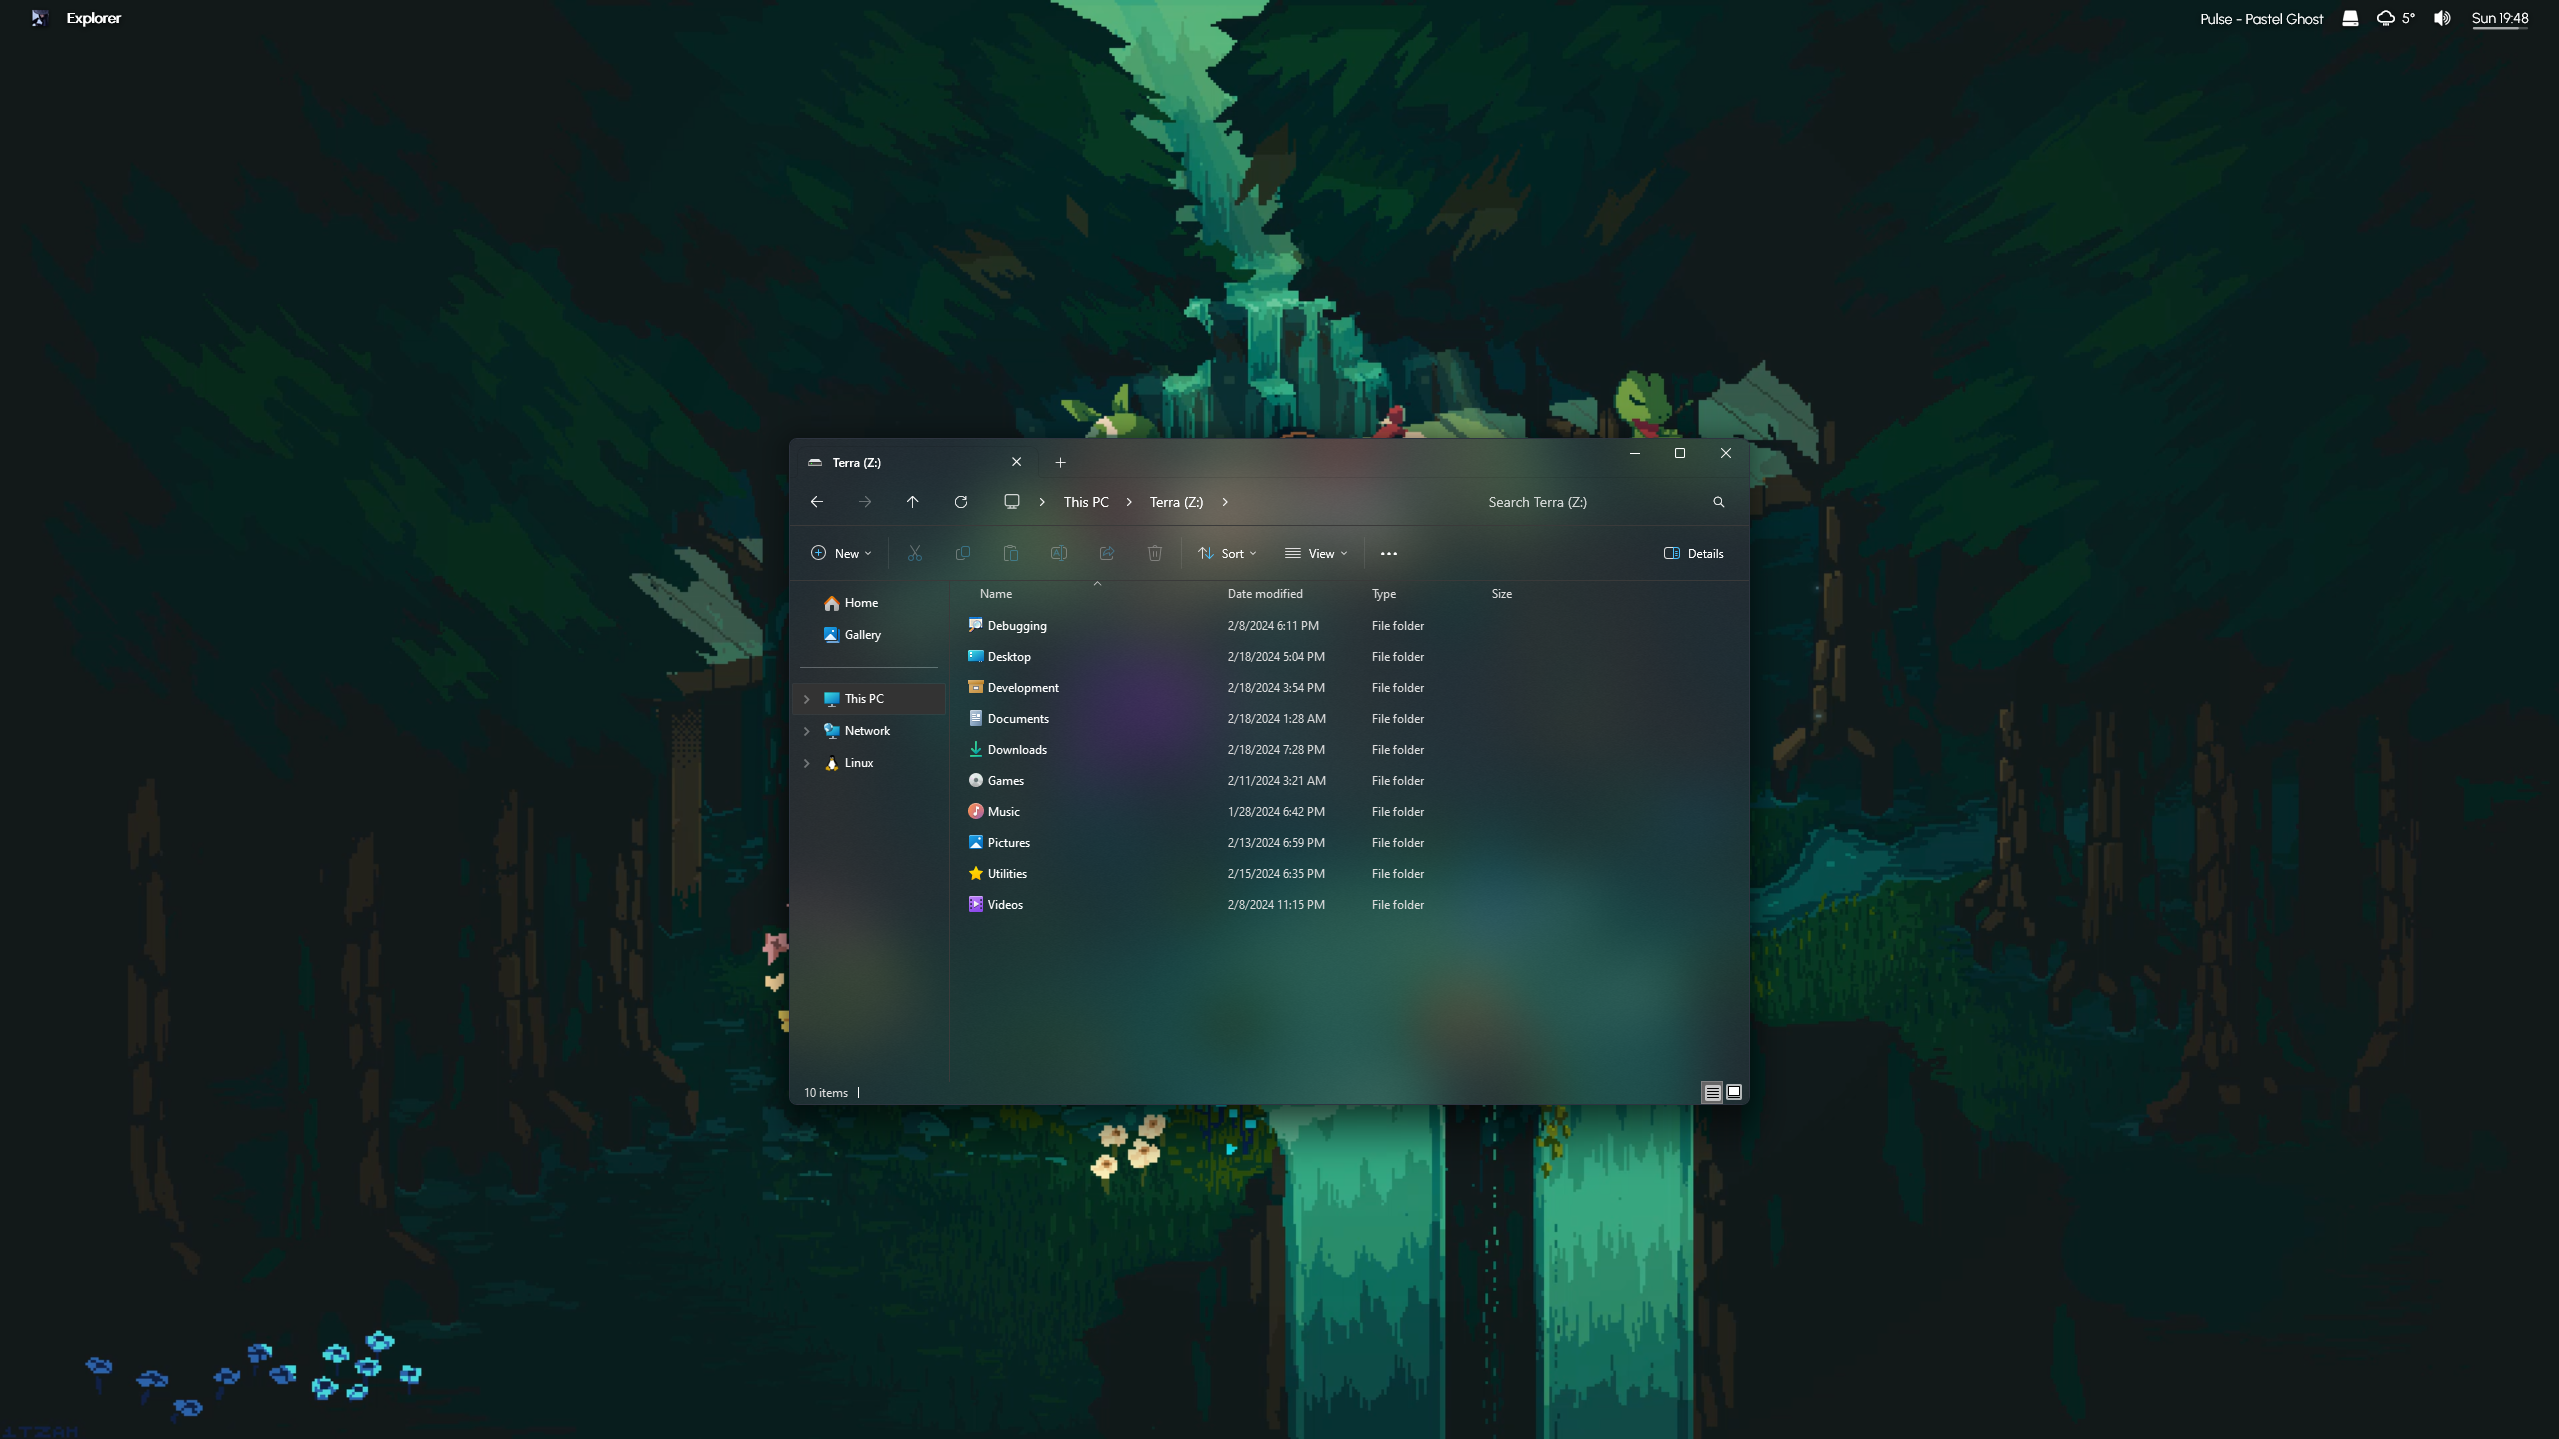 Explorer
Pulse - Pastel Ghost 5° Sun 19:48
Terra (Z:)
This PC Terra (Z:) Search Terra (Z:)
New Sort View Details
Name Date modified Type Size
Home
Gallery
This PC
Network
Linux
Debugging 2/8/2024 6:11 PM File folder
Desktop 2/18/2024 5:04 PM File folder
Development 2/18/2024 3:54 PM File folder
Documents 2/18/2024 1:28 AM File folder
Downloads 2/18/2024 7:28 PM File folder
Games 2/11/2024 3:21 AM File folder
Music 1/28/2024 6:42 PM File folder
Pictures 2/13/2024 6:59 PM File folder
Utilities 2/15/2024 6:35 PM File folder
Videos 2/8/2024 11:15 PM File folder
10 items